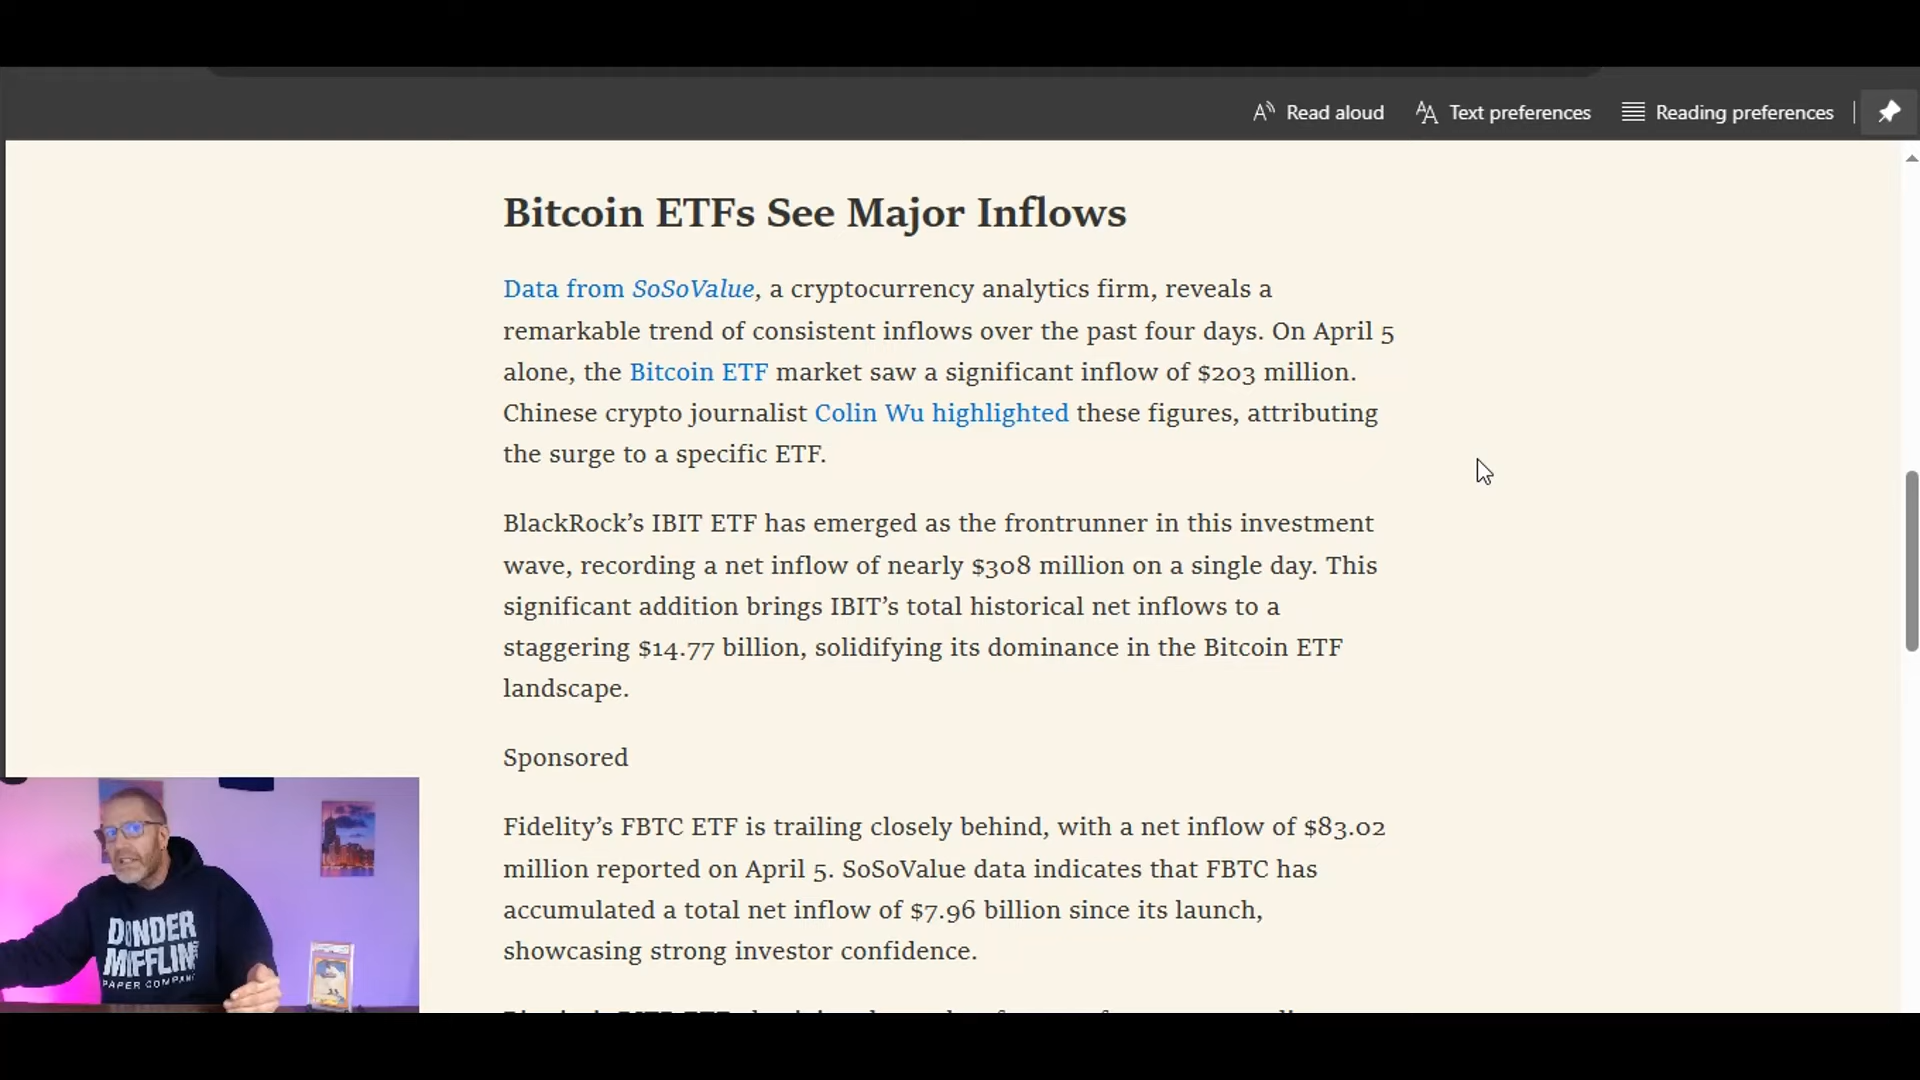 Read aloud
Text preferences
Reading preferences
Bitcoin ETFs See Major Inflows
Data from SoSoValue, a cryptocurrency analytics firm, reveals a
remarkable trend of consistent inflows over the past four days. On April 5
alone, the Bitcoin ETF market saw a significant inflow of $203 million.
Chinese crypto journalist Colin Wu highlighted these figures, attributing
the surge to a specific ETF.
BlackRock’s IBIT ETF has emerged as the frontrunner in this investment
wave, recording a net inflow of nearly $308 million on a single day. This
significant addition brings IBIT’s total historical net inflows to a
staggering $14.77 billion, solidifying its dominance in the Bitcoin ETF
landscape.
Sponsored
Fidelity’s FBTC ETF is trailing closely behind, with a net inflow of $83.02
million reported on April 5. SoSoValue data indicates that FBTC has
accumulated a total net inflow of $7.96 billion since its launch,
showcasing strong investor confidence.
DUNDER
MIFFLIN
PAPER COMPANY